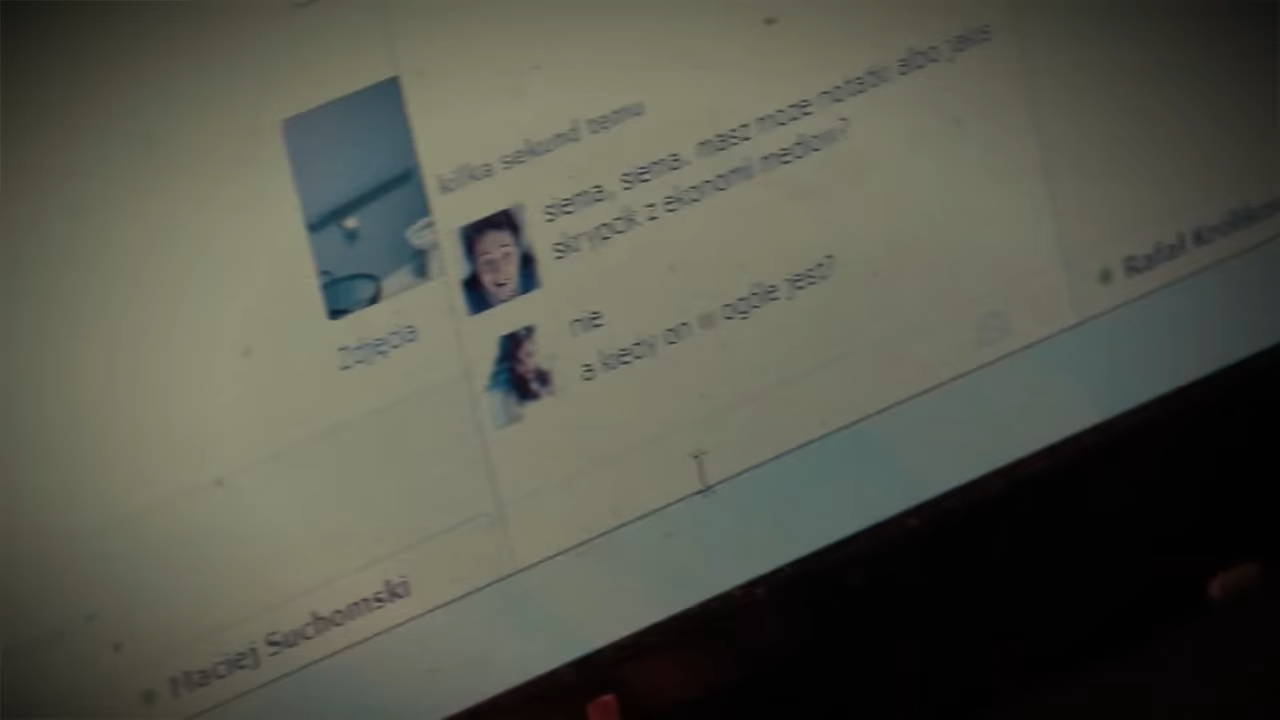 kilka sekund temu
siema, siema. masz może notatki albo jakiś
skrypcik z ekonomi mediów?
nie
a kiedy on w ogóle jest?
Zdjęcia
Maciej Suchomski
Rafał